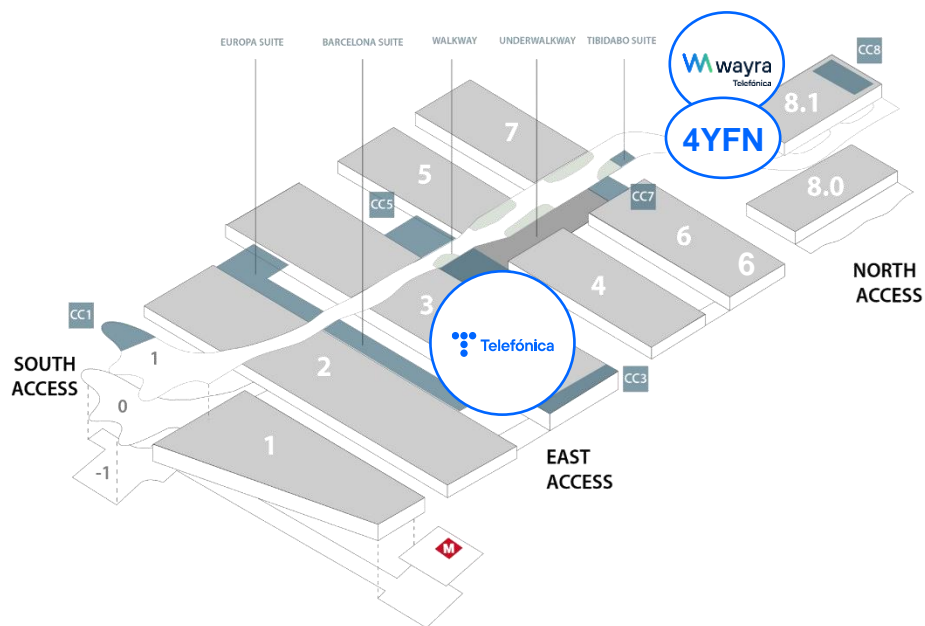 EUROPA SUITE
BARCELONA SUITE
WALKWAY
UNDERWALKWAY
TIBIDABO SUITE
wayra
Telefónica
CC8
8.1
4YFN
7
5
8.0
CC5
CC7
6
6
NORTH
ACCESS
4
3
Telefónica
CC1
1
SOUTH
ACCESS
2
CC3
0
1
EAST
ACCESS
-1
M